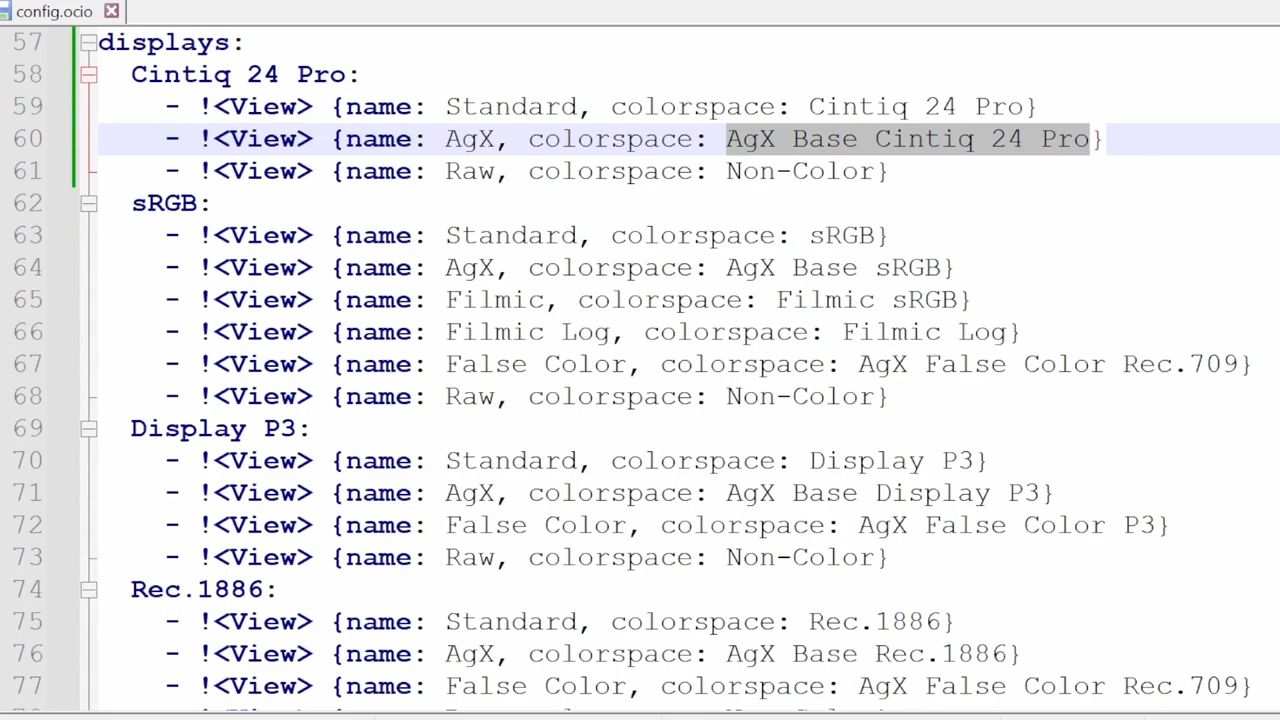 config.ocio
57 displays:
58 Cintiq 24 Pro:
59 - !<View> {name: Standard, colorspace: Cintiq 24 Pro}
60 - !<View> {name: AgX, colorspace: AgX Base Cintiq 24 Pro}
61 - !<View> {name: Raw, colorspace: Non-Color}
62 sRGB:
63 - !<View> {name: Standard, colorspace: sRGB}
64 - !<View> {name: AgX, colorspace: AgX Base sRGB}
65 - !<View> {name: Filmic, colorspace: Filmic sRGB}
66 - !<View> {name: Filmic Log, colorspace: Filmic Log}
67 - !<View> {name: False Color, colorspace: AgX False Color Rec.709}
68 - !<View> {name: Raw, colorspace: Non-Color}
69 Display P3:
70 - !<View> {name: Standard, colorspace: Display P3}
71 - !<View> {name: AgX, colorspace: AgX Base Display P3}
72 - !<View> {name: False Color, colorspace: AgX False Color P3}
73 - !<View> {name: Raw, colorspace: Non-Color}
74 Rec.1886:
75 - !<View> {name: Standard, colorspace: Rec.1886}
76 - !<View> {name: AgX, colorspace: AgX Base Rec.1886}
77 - !<View> {name: False Color, colorspace: AgX False Color Rec.709}